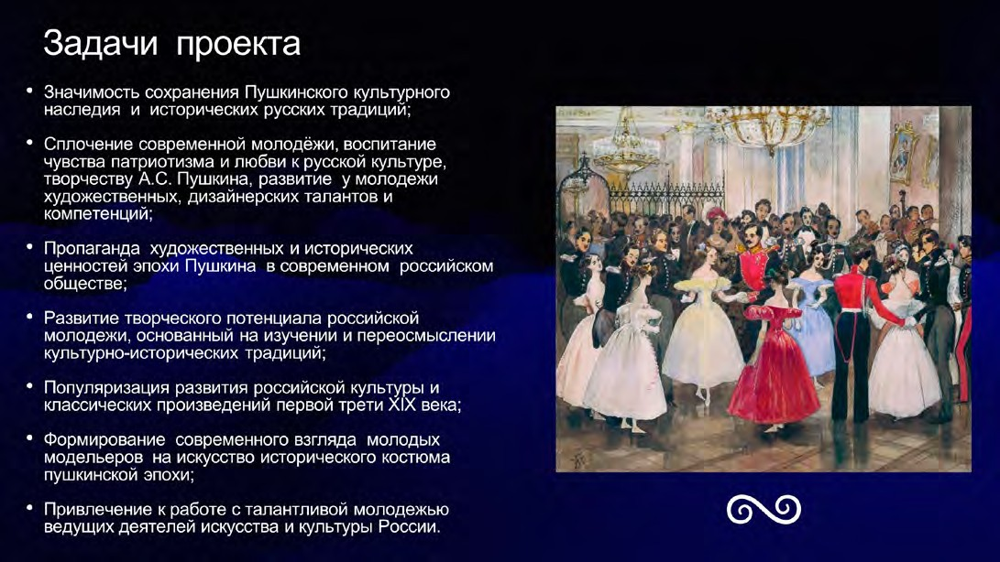 Задачи проекта
• Значимость сохранения Пушкинского культурного
наследия и исторических русских традиций;
• Сплочение современной молодёжи, воспитание
чувства патриотизма и любви к русской культуре,
творчеству А.С. Пушкина, развитие у молодежи
художественных, дизайнерских талантов и
компетенций;
• Пропаганда художественных и исторических
ценностей эпохи Пушкина в современном российском
обществе;
• Развитие творческого потенциала российской
молодежи, основанный на изучении и переосмыслении
культурно-исторических традиций;
• Популяризация развития российской культуры и
классических произведений первой трети XIX века;
• Формирование современного взгляда молодых
модельеров на искусство исторического костюма
пушкинской эпохи;
• Привлечение к работе с талантливой молодежью
ведущих деятелей искусства и культуры России.